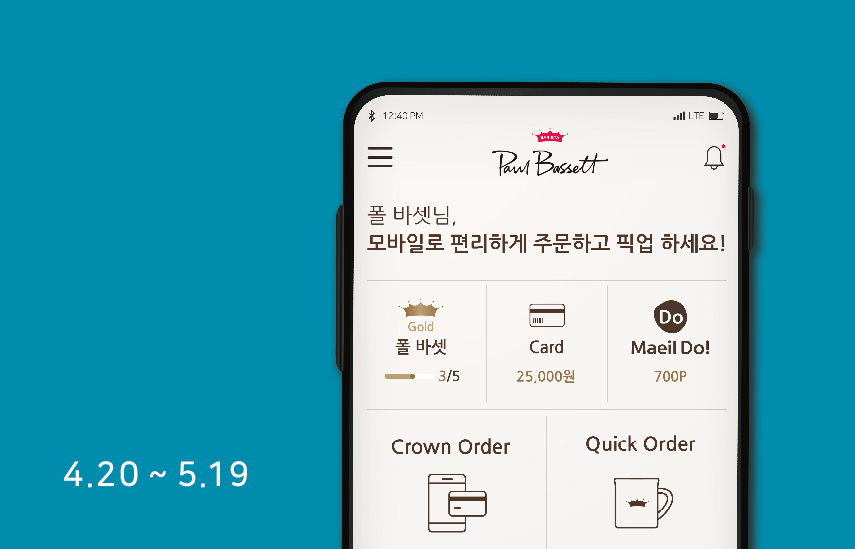 12:40 PM
LTE
BARISTA
Paul Bassett
폴 바셋님,
모바일로 편리하게 주문하고 픽업 하세요!
Gold
폴 바셋
3/5
Card
25,000원
Do
Maeil Do!
700P
Crown Order
Quick Order
4.20 ~ 5.19